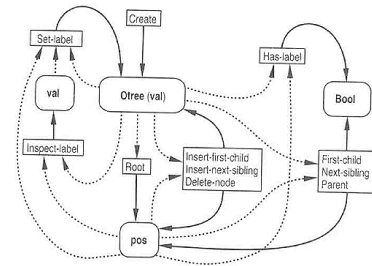 Create
Set-label
Has-label
val
Otree (val)
Bool
Inspect-label
Root
Insert-first-child
Insert-next-sibling
Delete-node
First-child
Next-sibling
Parent
pos